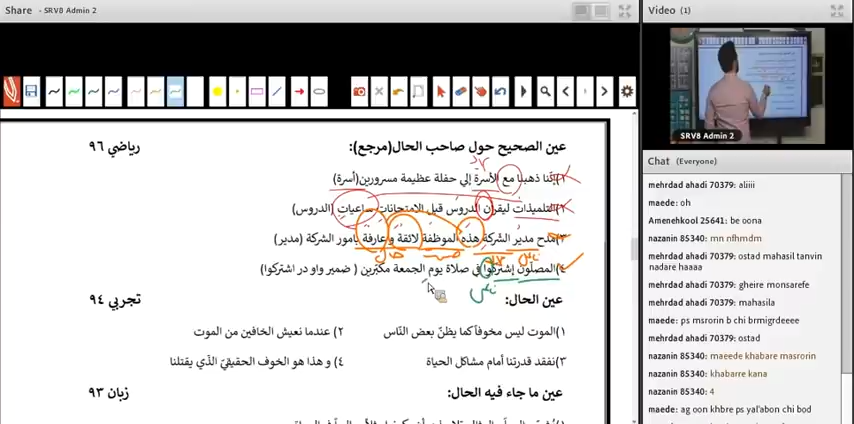 Share - SRV8 Admin 2
عين الصحيح حول صاحب الحال(مرجع): رياضي ٩٦
١)إنّنا ذهبنا مع الأسرة إلي حفلة عظيمة مسرورين(أسرة)
٢)التلميذات ليقرأن الدروس قبل الامتحانات ساعيات (الدروس)
٣)مدح مدير الشركة هذه الموظفة لائقة و عارفة بأمور الشركة (مدير)
٤)المصلّون إشتركوا في صلاة يوم الجمعة مكبّرين ( ضمير واو در اشتركوا)
عين الحال: تجربي ٩٤
١)الموت ليس مخوفاً كما يظنّ بعض النّاس ٢) عندما نعيش الخافين من الموت
٣)نفقد قدرتنا أمام مشاكل الحياة ٤) و هذا هو الخوف الحقيقيّ الّذي يقتلنا
عين ما جاء فيه الحال: زبان ٩٣
Video (1)
SRV8 Admin 2
Chat (Everyone)
mehrdad ahadi 70379: aliiii
maede: oh
Amenehkool 25641: be oona
nazanin 85340: mn nfhmdm
nazanin 85340: ostad mahasil tanvin nadare haaaa
mehrdad ahadi 70379: gheire monsarefe
mehrdad ahadi 70379: mahasila
maede: ps msrorin b chi brmigrdeeee
mehrdad ahadi 70379: ostad
nazanin 85340: maeede khabare masrorin
nazanin 85340: khabarre kana
nazanin 85340: 4
maede: ag oon khbre ps yal'abon chi bod